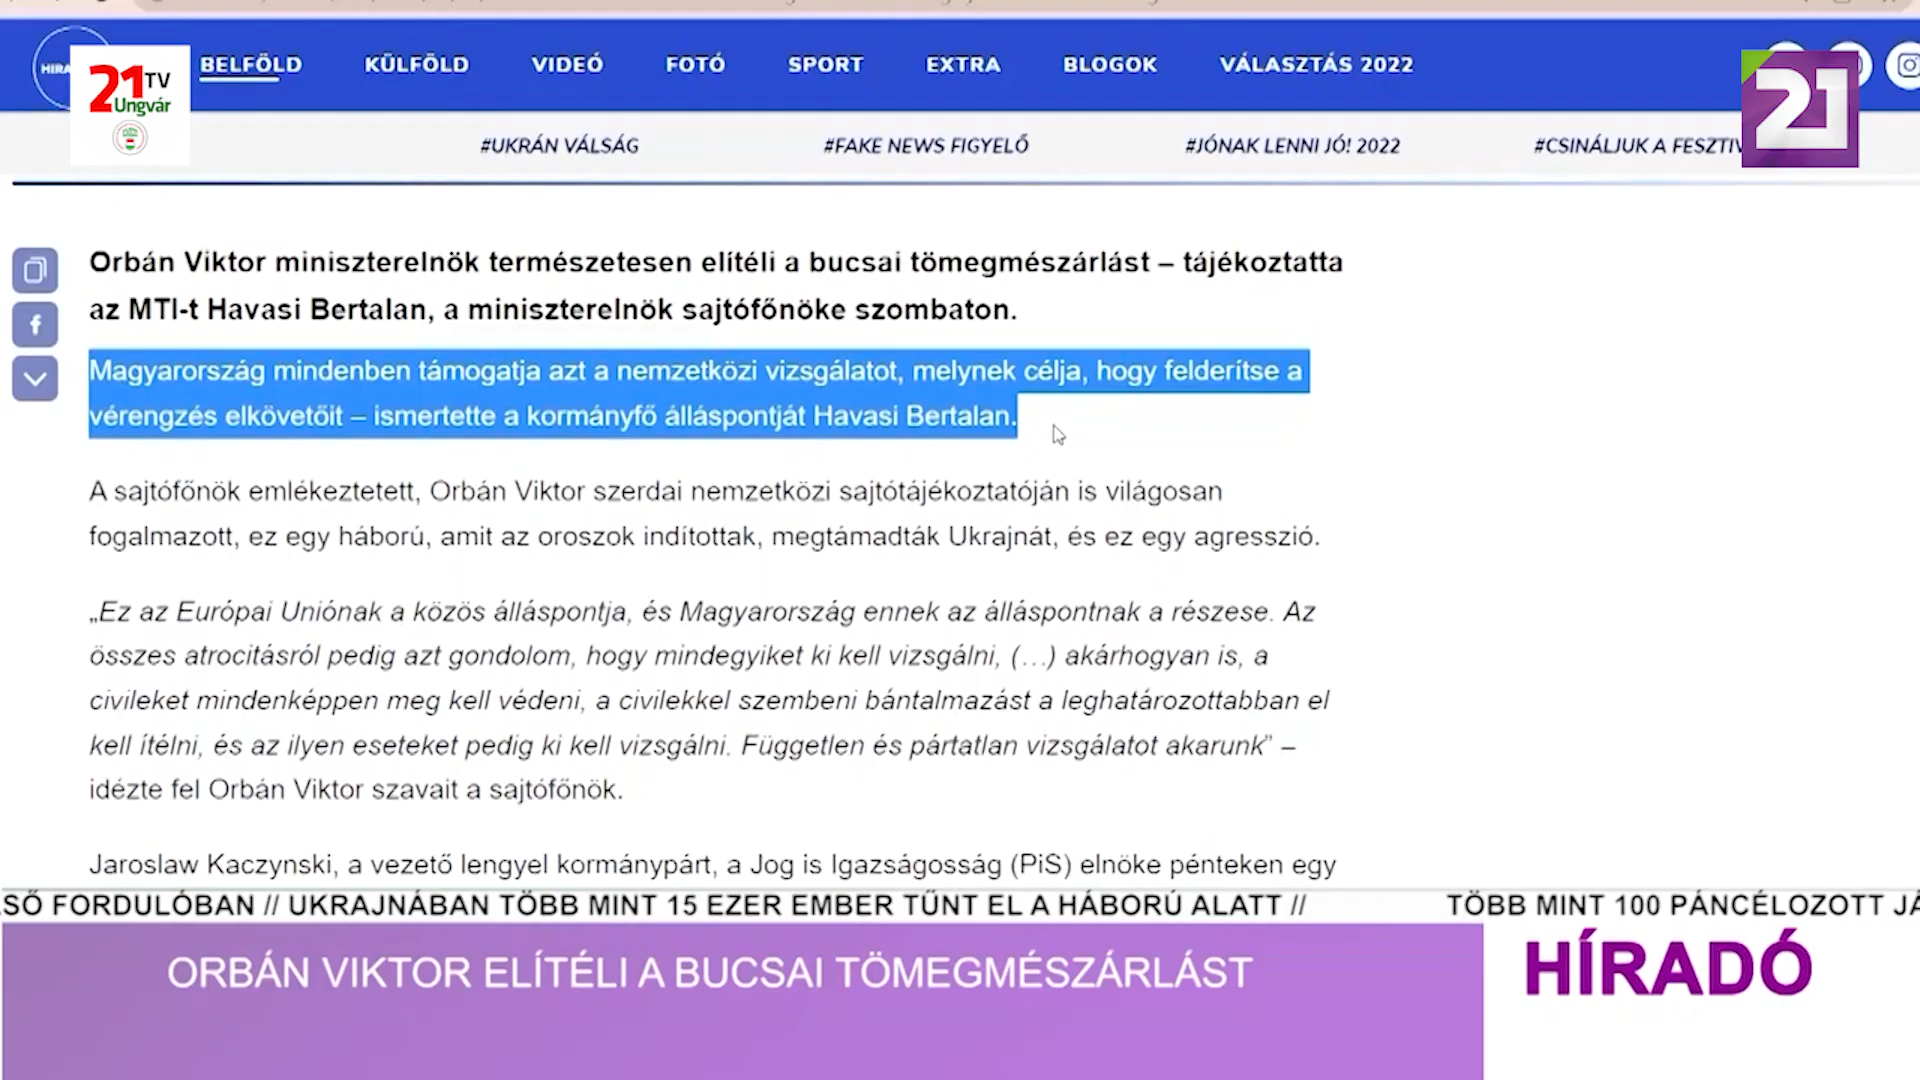 HIRA
21 TV
Ungvár
BELFÖLD
KÜLFÖLD
VIDEÓ
FOTÓ
SPORT
EXTRA
BLOGOK
VÁLASZTÁS 2022
21
#UKRÁN VÁLSÁG
#FAKE NEWS FIGYELŐ
#JÓNAK LENNI JÓ! 2022
#CSINÁLJUK A FESZTIV
Orbán Viktor miniszterelnök természetesen elítéli a bucsai tömegmészárlást – tájékoztatta
az MTI-t Havasi Bertalan, a miniszterelnök sajtófőnöke szombaton.
Magyarország mindenben támogatja azt a nemzetközi vizsgálatot, melynek célja, hogy felderítse a
vérengzés elkövetőit – ismertette a kormányfő álláspontját Havasi Bertalan.
A sajtófőnök emlékeztetett, Orbán Viktor szerdai nemzetközi sajtótájékoztatóján is világosan
fogalmazott, ez egy háború, amit az oroszok indítottak, megtámadták Ukrajnát, és ez egy agresszió.
„Ez az Európai Uniónak a közös álláspontja, és Magyarország ennek az álláspontnak a részese. Az
összes atrocitásról pedig azt gondolom, hogy mindegyiket ki kell vizsgálni, (…) akárhogyan is, a
civileket mindenképpen meg kell védeni, a civilekkel szembeni bántalmazást a leghatározottabban el
kell ítélni, és az ilyen eseteket pedig ki kell vizsgálni. Független és pártatlan vizsgálatot akarunk” –
idézte fel Orbán Viktor szavait a sajtófőnök.
Jaroslaw Kaczynski, a vezető lengyel kormánypárt, a Jog is Igazságosság (PiS) elnöke pénteken egy
SŐ FORDULÓBAN // UKRAJNÁBAN TÖBB MINT 15 EZER EMBER TŰNT EL A HÁBORÚ ALATT // TÖBB MINT 100 PÁNCÉLOZOTT JÁ
ORBÁN VIKTOR ELÍTÉLI A BUCSAI TÖMEGMÉSZÁRLÁST
HÍRADÓ